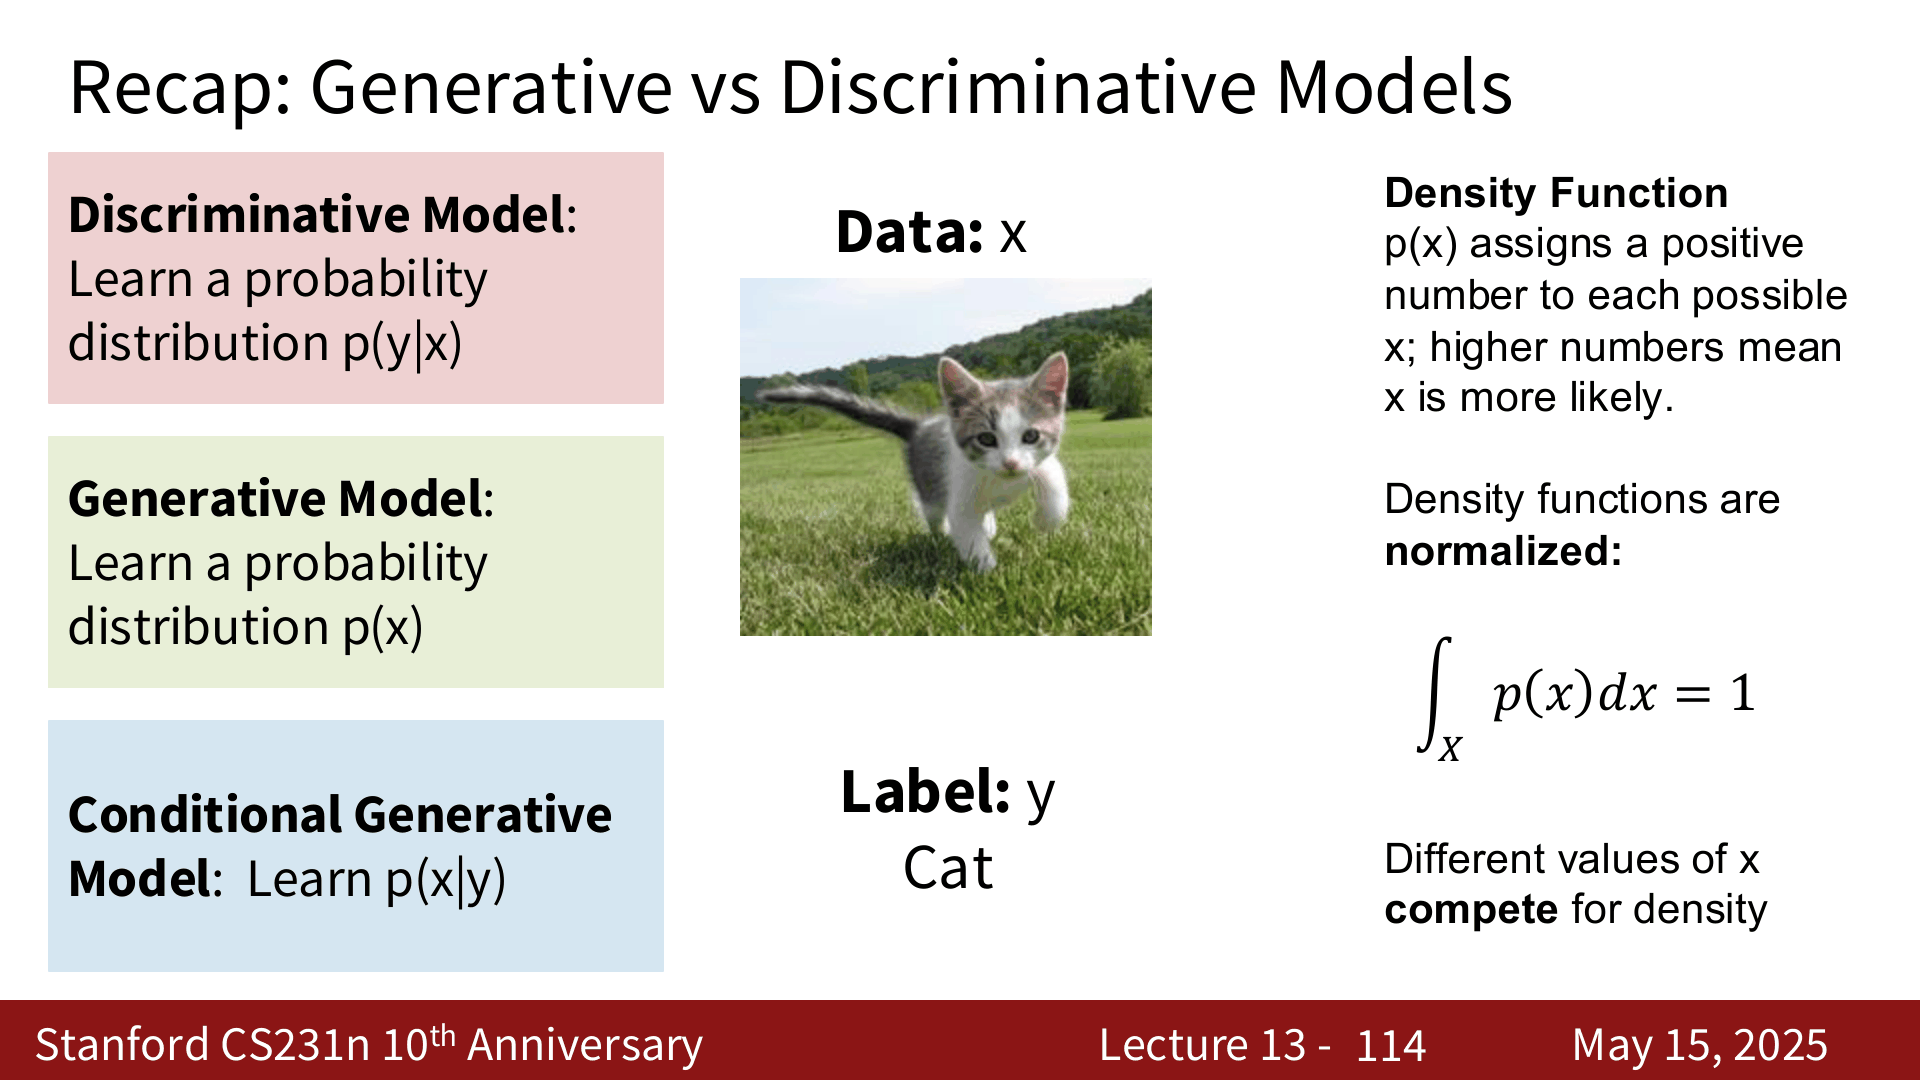 Recap: Generative vs Discriminative Models
Discriminative Model:
Learn a probability
distribution p(y|x)
Generative Model:
Learn a probability
distribution p(x)
Conditional Generative
Model: Learn p(x|y)
Data: x
Label: y
Cat
Density Function
p(x) assigns a positive
number to each possible
x; higher numbers mean
x is more likely.
Density functions are
normalized:
∫_X p(x)dx = 1
Different values of x
compete for density
Stanford CS231n 10th Anniversary
Lecture 13 - 114
May 15, 2025